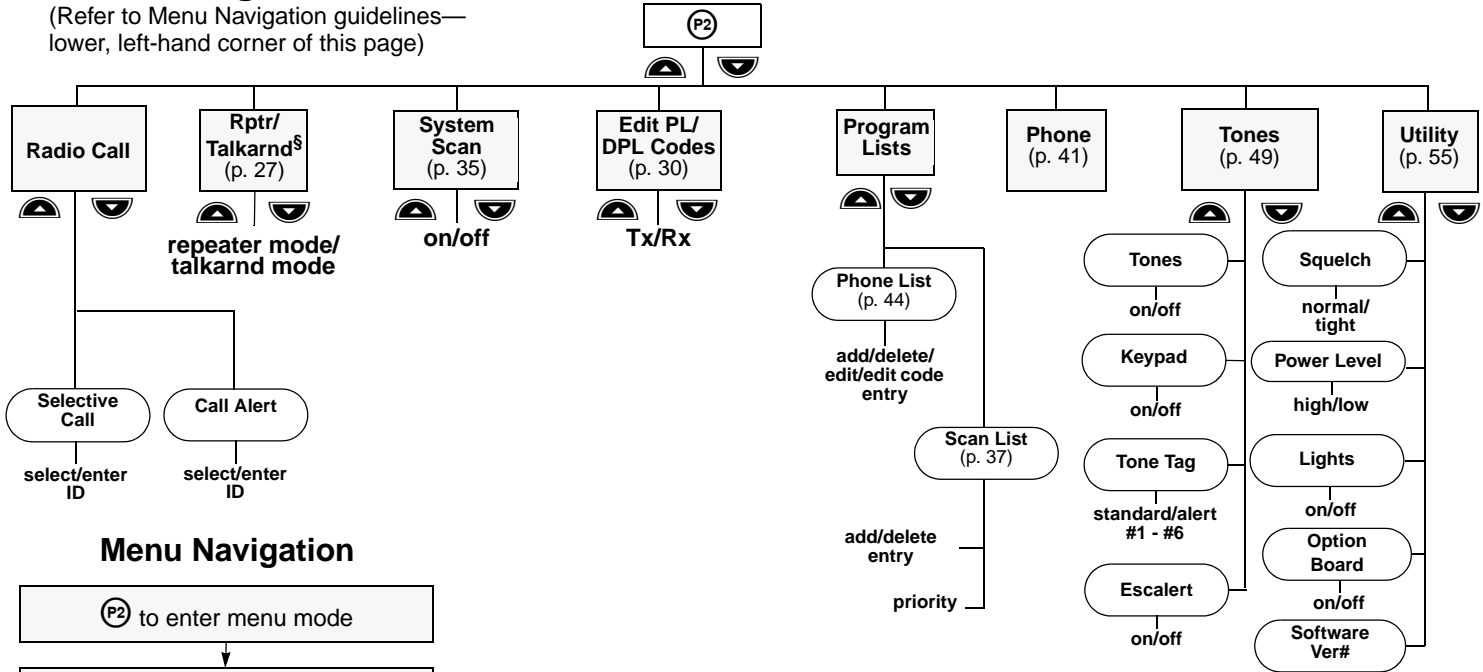 (Refer to Menu Navigation guidelines—
lower, left-hand corner of this page)
P2
Radio Call
Rptr/
Talkarnd§
(p. 27)
System
Scan
(p. 35)
Edit PL/
DPL Codes
(p. 30)
Program
Lists
Phone
(p. 41)
Tones
(p. 49)
Utility
(p. 55)
repeater mode/
talkarnd mode
on/off
Tx/Rx
Selective
Call
select/enter
ID
Call Alert
select/enter
ID
Phone List
(p. 44)
add/delete/
edit/edit code
entry
Scan List
(p. 37)
add/delete
entry
priority
Tones
on/off
Keypad
on/off
Tone Tag
standard/alert
#1 - #6
Escalert
on/off
Squelch
normal/
tight
Power Level
high/low
Lights
on/off
Option
Board
on/off
Software
Ver#
Menu Navigation
P2 to enter menu mode